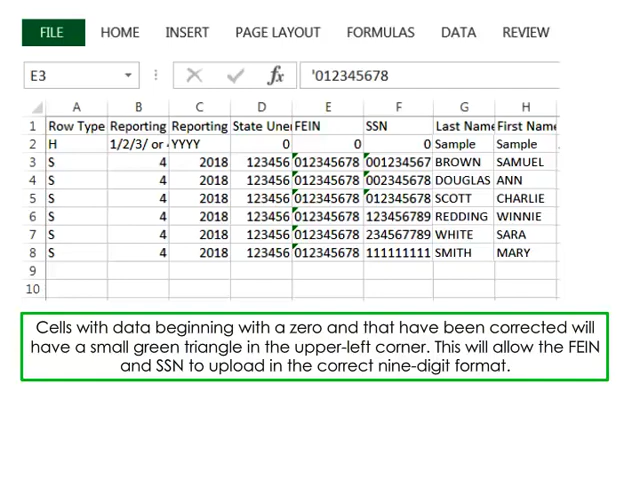 FILE HOME INSERT PAGE LAYOUT FORMULAS DATA REVIEW
E3 fx '012345678
A B C D E F G H
1 Row Type Reporting Reporting State Une FEIN SSN Last Name First Name
2 H 1/2/3/ or 4 YYYY 0 0 0 Sample Sample
3 S 4 2018 123456 012345678 001234567 BROWN SAMUEL
4 S 4 2018 123456 012345678 002345678 DOUGLAS ANN
5 S 4 2018 123456 012345678 012345678 SCOTT CHARLIE
6 S 4 2018 123456 012345678 123456789 REDDING WINNIE
7 S 4 2018 123456 012345678 234567789 WHITE SARA
8 S 4 2018 123456 012345678 111111111 SMITH MARY
9
10
Cells with data beginning with a zero and that have been corrected will
have a small green triangle in the upper-left corner. This will allow the FEIN
and SSN to upload in the correct nine-digit format.